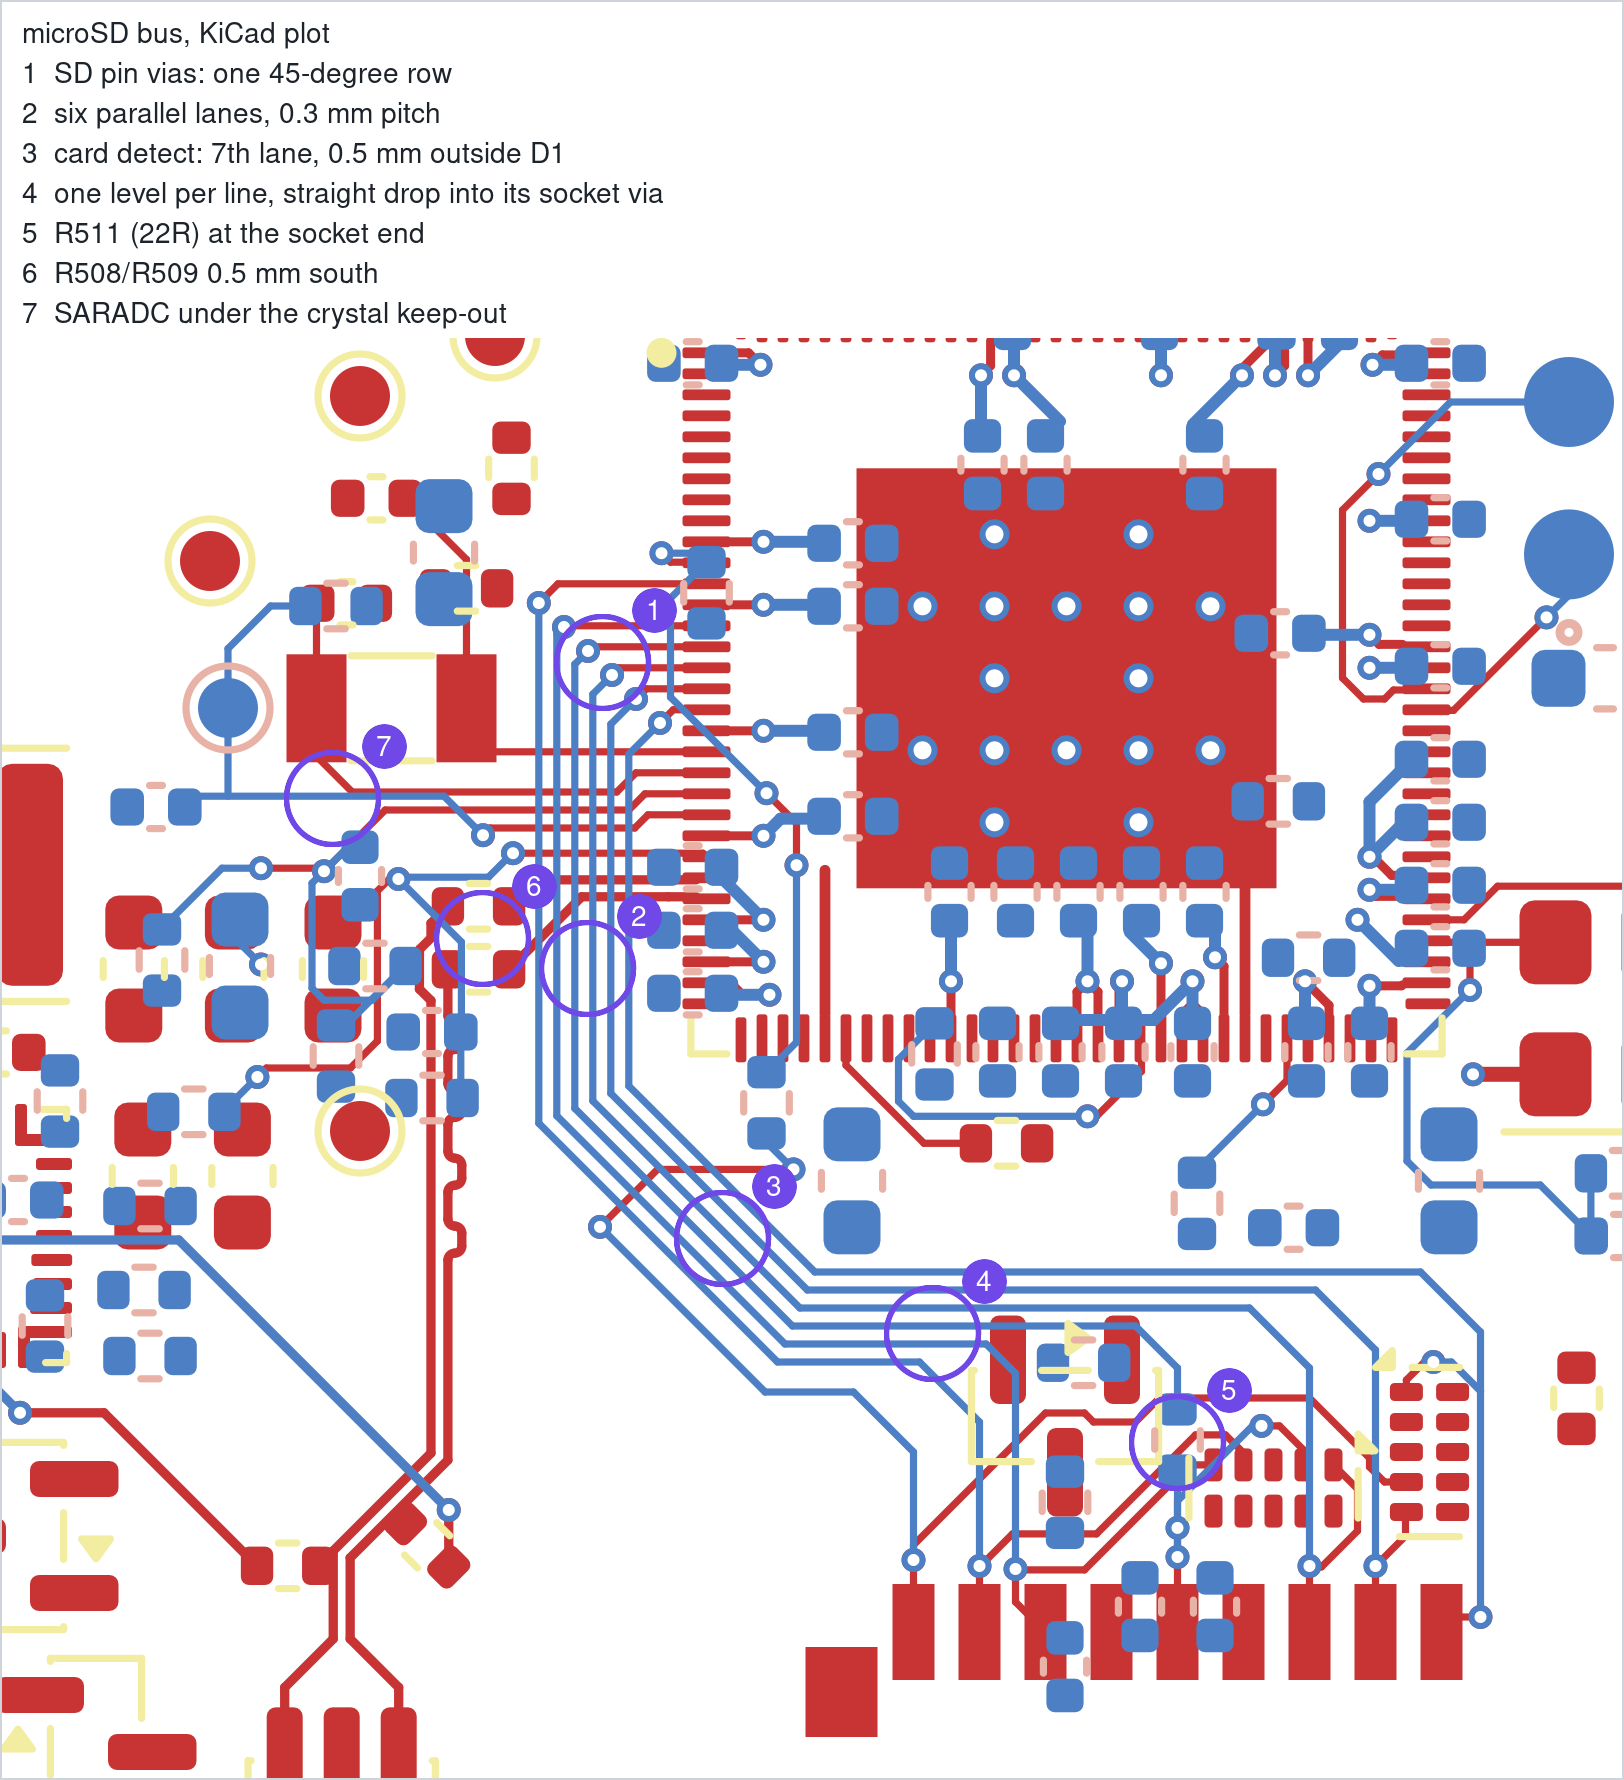 microSD bus, KiCad plot
1 SD pin vias: one 45-degree row
2 six parallel lanes, 0.3 mm pitch
3 card detect: 7th lane, 0.5 mm outside D1
4 one level per line, straight drop into its socket via
5 R511 (22R) at the socket end
6 R508/R509 0.5 mm south
7 SARADC under the crystal keep-out
1
7
6
2
3
4
5